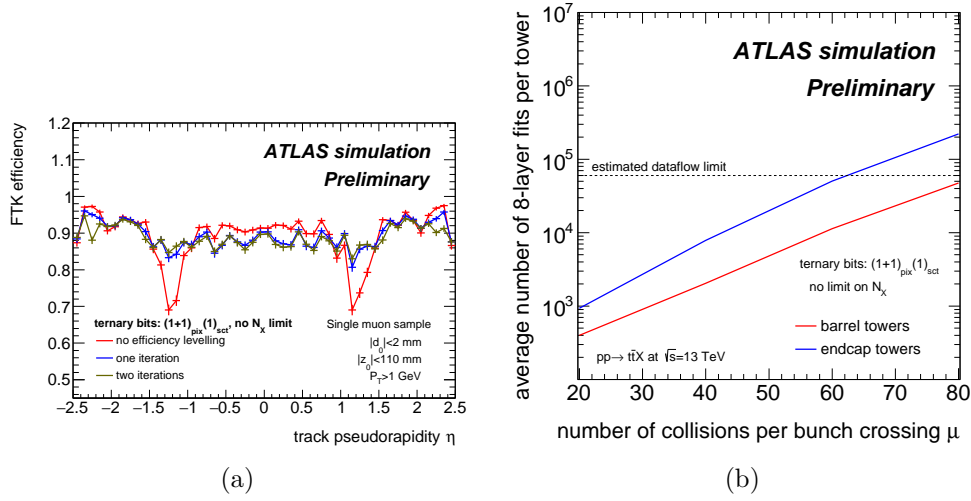 ATLAS simulation
Preliminary
FTK efficiency
1.2
1.1
1
0.9
0.8
0.7
0.6
0.5
ternary bits: (1+1)pix(1)sct, no NX limit
no efficiency levelling
one iteration
two iterations
Single muon sample
|d0|<2 mm
|z0|<110 mm
PT>1 GeV
−2.5 −2 −1.5 −1 −0.5 0 0.5 1 1.5 2 2.5
track pseudorapidity η
(a)
average number of 8-layer fits per tower
10^7
10^6
10^5
10^4
10^3
ATLAS simulation
Preliminary
estimated dataflow limit
ternary bits: (1+1)pix(1)sct
no limit on NX
barrel towers
endcap towers
pp→ tt̄X at √s=13 TeV
20 30 40 50 60 70 80
number of collisions per bunch crossing μ
(b)